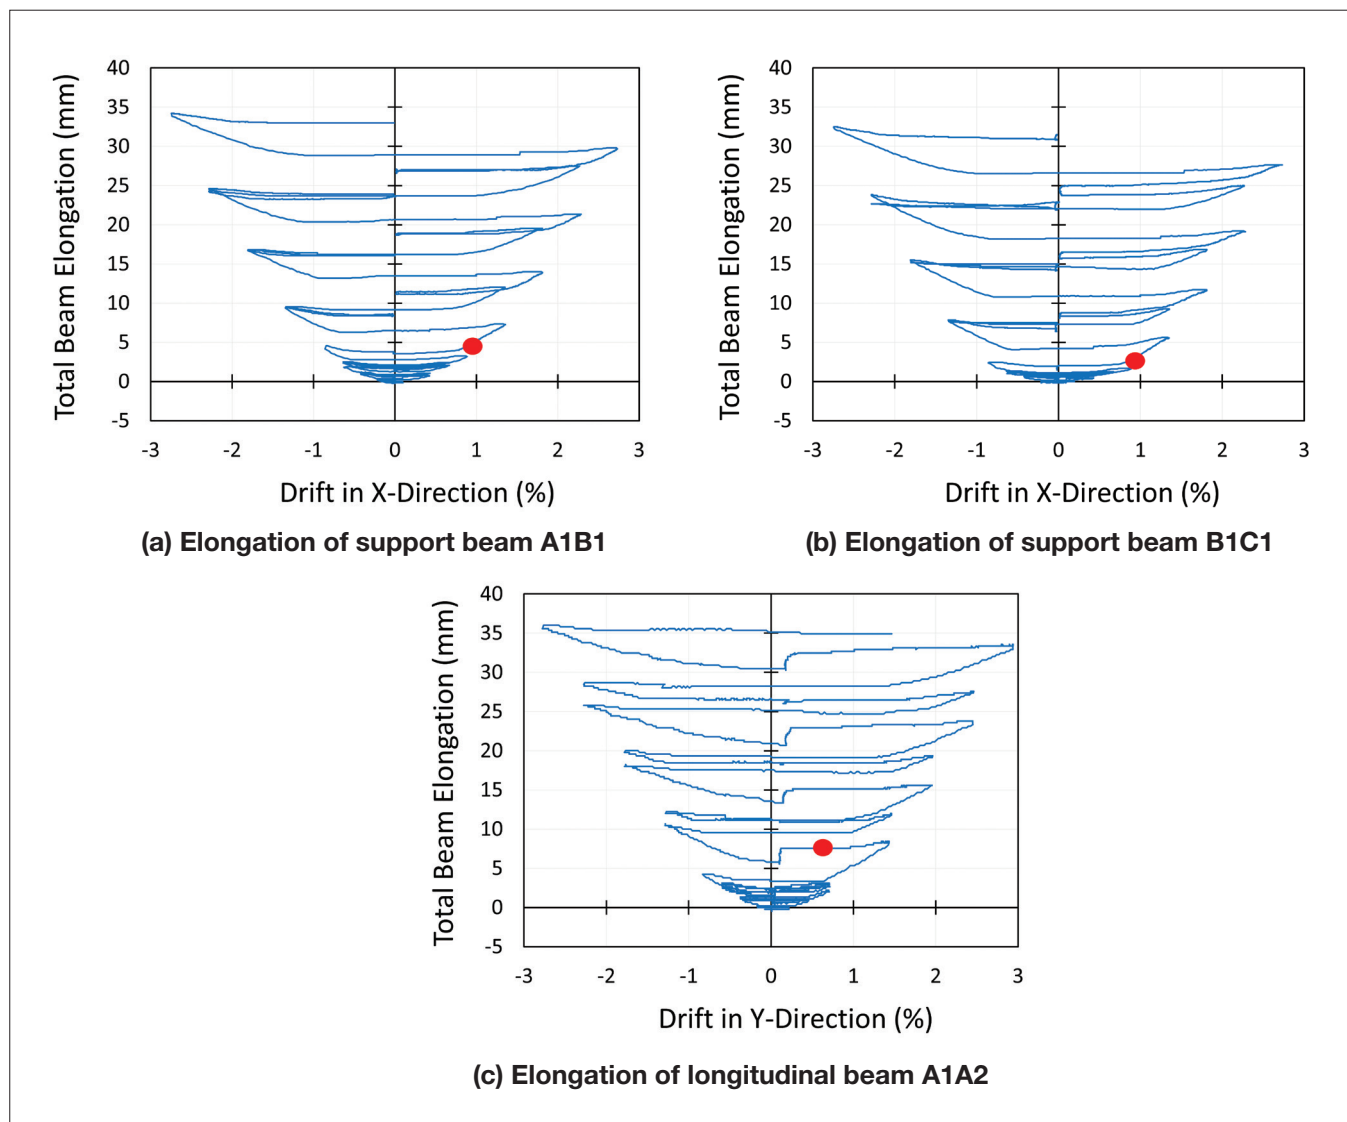 Total Beam Elongation (mm)
40
35
30
25
20
15
10
5
0
-5
-3 -2 -1 0 1 2 3
Drift in X-Direction (%)
(a) Elongation of support beam A1B1
Total Beam Elongation (mm)
40
35
30
25
20
15
10
5
0
-5
-3 -2 -1 0 1 2 3
Drift in X-Direction (%)
(b) Elongation of support beam B1C1
Total Beam Elongation (mm)
40
35
30
25
20
15
10
5
0
-5
-3 -2 -1 0 1 2 3
Drift in Y-Direction (%)
(c) Elongation of longitudinal beam A1A2